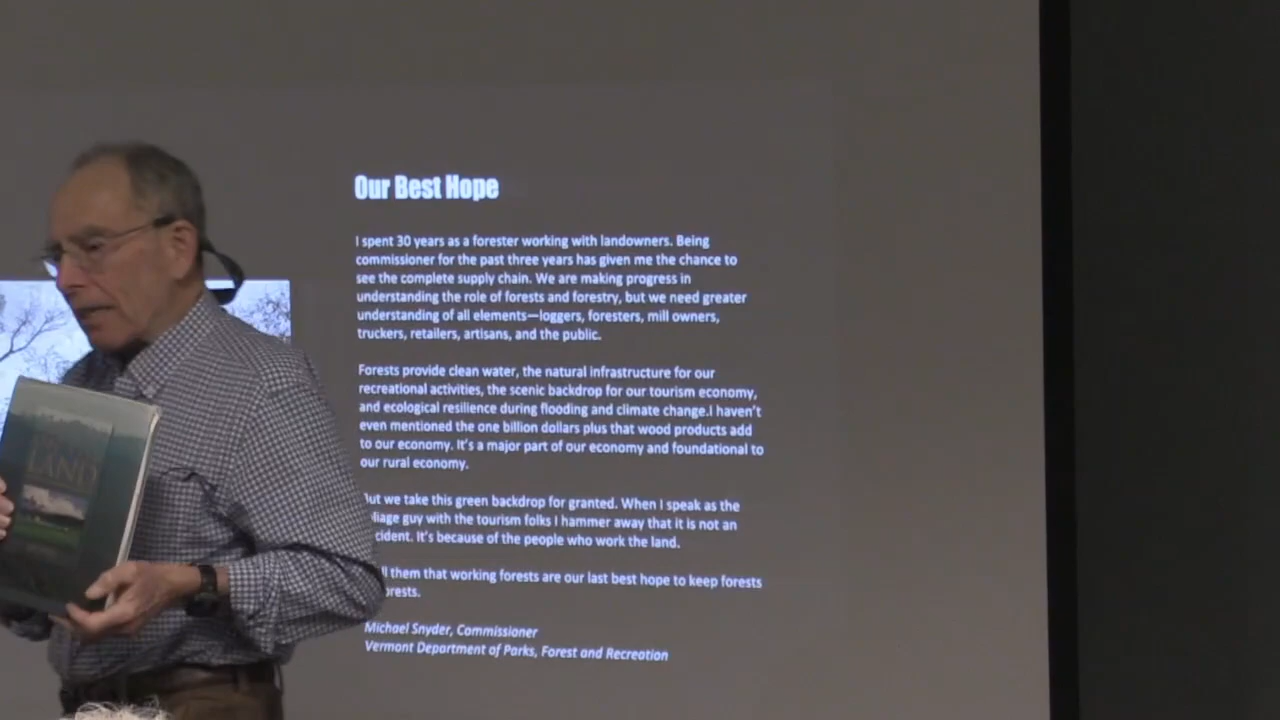 Our Best Hope
I spent 30 years as a forester working with landowners. Being
commissioner for the past three years has given me the chance to
see the complete supply chain. We are making progress in
understanding the role of forests and forestry, but we need greater
understanding of all elements—loggers, foresters, mill owners,
truckers, retailers, artisans, and the public.
Forests provide clean water, the natural infrastructure for our
recreational activities, the scenic backdrop for our tourism economy,
and ecological resilience during flooding and climate change.I haven't
even mentioned the one billion dollars plus that wood products add
to our economy. It's a major part of our economy and foundational to
our rural economy.
ut we take this green backdrop for granted. When I speak as the
liage guy with the tourism folks I hammer away that it is not an
cident. It's because of the people who work the land.
ll them that working forests are our last best hope to keep forests
rests.
Michael Snyder, Commissioner
Vermont Department of Parks, Forest and Recreation
LAND